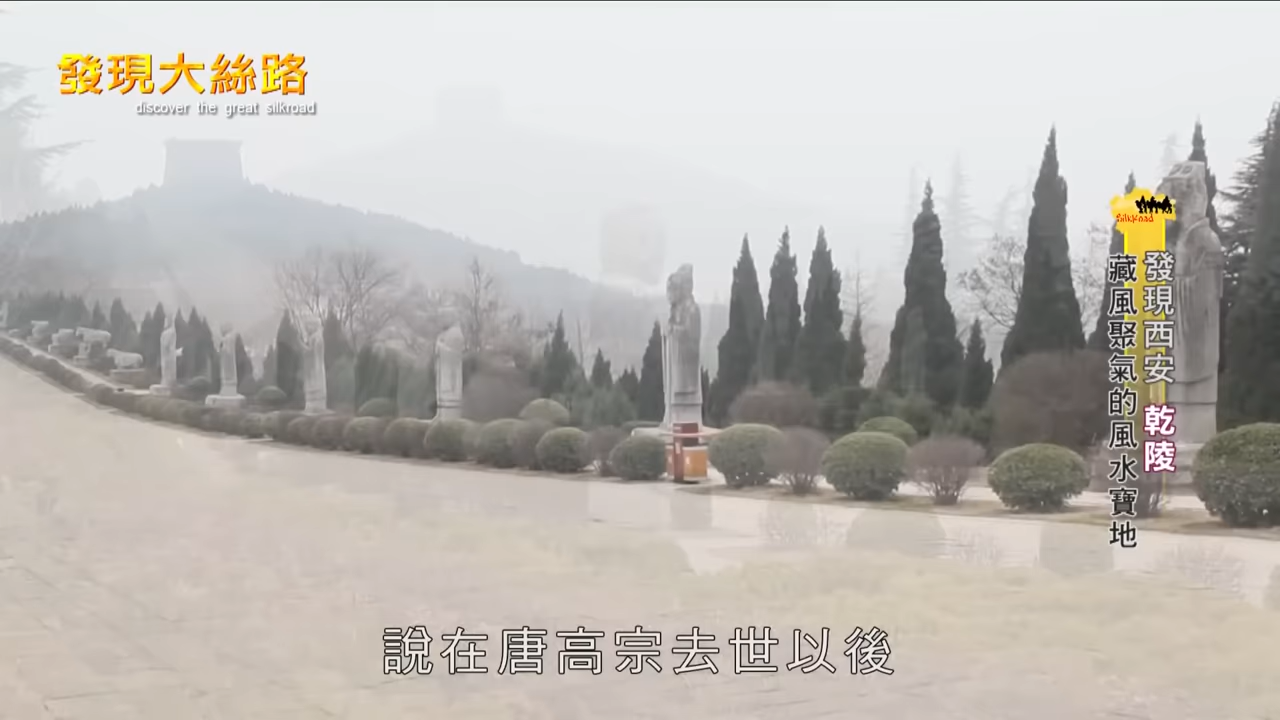 發現大絲路
discover the great silkroad
SilkRoad
發現西安 乾陵
藏風聚氣的風水寶地
說在唐高宗去世以後